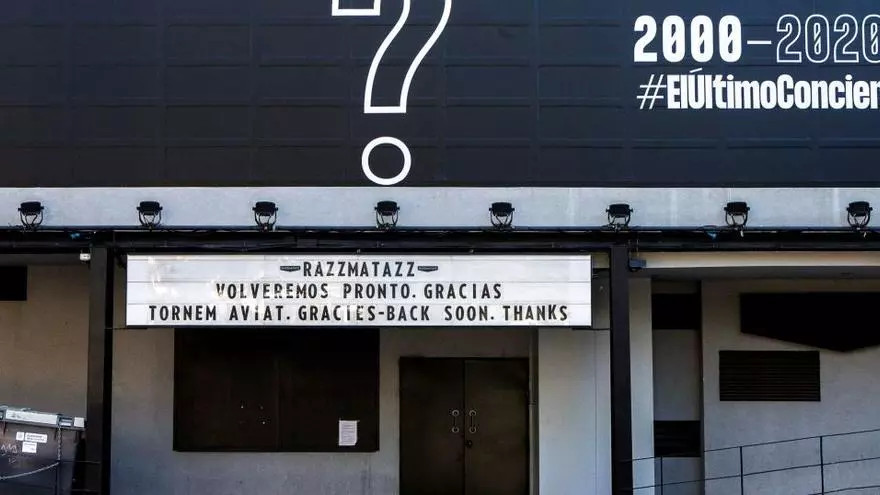 ?
2000–2020
#ElÚltimoConcier
RAZZMATAZZ
VOLVEREMOS PRONTO. GRACIAS
TORNEM AVIAT. GRACIES-BACK SOON. THANKS